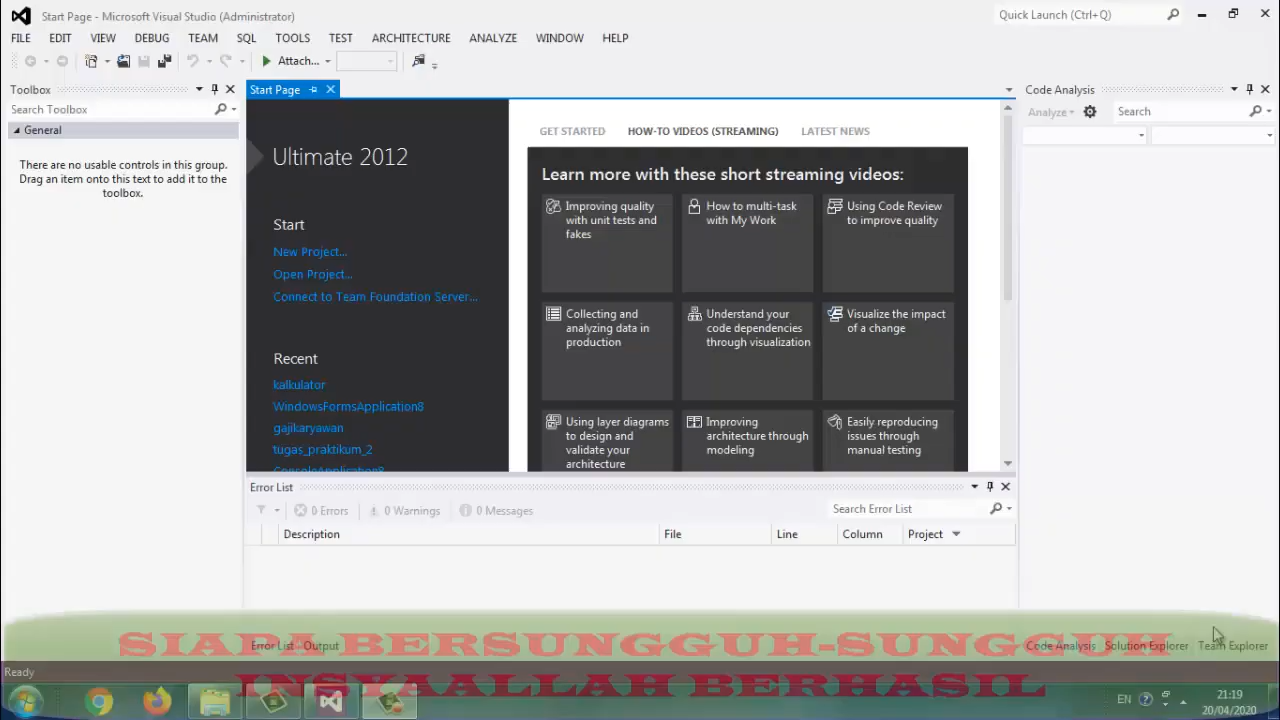 Start Page - Microsoft Visual Studio (Administrator)
Quick Launch (Ctrl+Q)
FILE EDIT VIEW DEBUG TEAM SQL TOOLS TEST ARCHITECTURE ANALYZE WINDOW HELP
Attach...
Toolbox
Search Toolbox
General
There are no usable controls in this group.
Drag an item onto this text to add it to the
toolbox.
Start Page
Ultimate 2012
Start
New Project...
Open Project...
Connect to Team Foundation Server...
Recent
kalkulator
WindowsFormsApplication8
gajikaryawan
tugas_praktikum_2
ConsoleApplication8
GET STARTED HOW-TO VIDEOS (STREAMING) LATEST NEWS
Learn more with these short streaming videos:
Improving quality
with unit tests and
fakes
How to multi-task
with My Work
Using Code Review
to improve quality
Collecting and
analyzing data in
production
Understand your
code dependencies
through visualization
Visualize the impact
of a change
Using layer diagrams
to design and
validate your
architecture
Improving
architecture through
modeling
Easily reproducing
issues through
manual testing
Code Analysis
Analyze
Search
Error List
0 Errors 0 Warnings 0 Messages
Search Error List
Description File Line Column Project
Error List Output
Code Analysis Solution Explorer Team Explorer
SIAPA BERSUNGGUH-SUNGGUH
INSYAALLAH BERHASIL
Ready
EN
21:19
20/04/2020